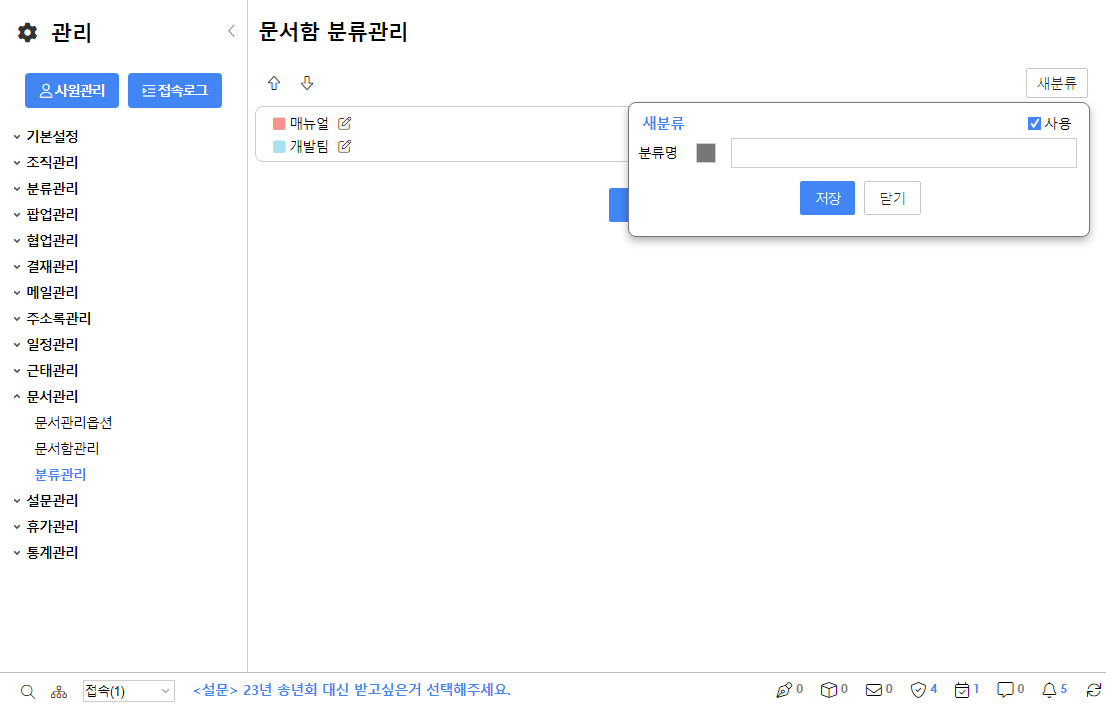 관리
사원관리
접속로그
기본설정
조직관리
분류관리
팝업관리
협업관리
결재관리
메일관리
주소록관리
일정관리
근태관리
문서관리
문서관리옵션
문서함관리
분류관리
설문관리
휴가관리
통계관리
문서함 분류관리
새분류
매뉴얼
개발팀
새분류
사용
분류명
저장
닫기
접속(1)
<설문> 23년 송년회 대신 받고싶은거 선택해주세요.
0
0
0
4
1
0
5